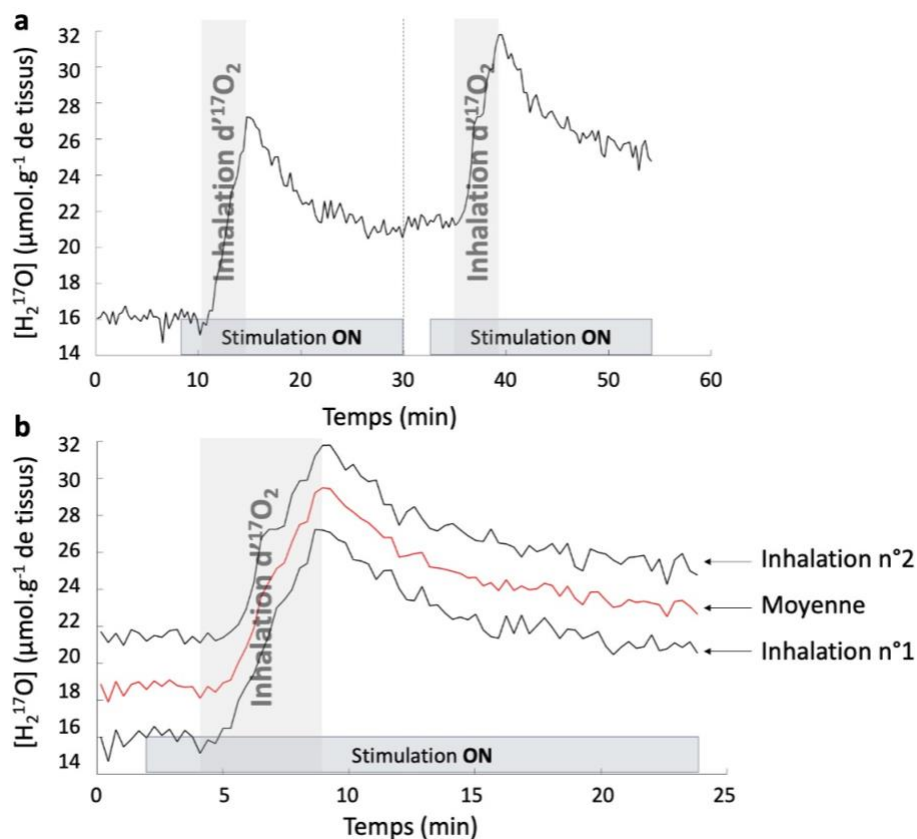 a
[H₂¹⁷O] (µmol.g⁻¹ de tissus)
32
30
28
26
24
22
20
18
16
14
Inhalation d'¹⁷O₂
Inhalation d'¹⁷O₂
Stimulation ON
Stimulation ON
0
10
20
30
40
50
60
Temps (min)
b
[H₂¹⁷O] (µmol.g⁻¹ de tissus)
32
30
28
26
24
22
20
18
16
14
Inhalation d'¹⁷O₂
Inhalation n°2
Moyenne
Inhalation n°1
Stimulation ON
0
5
10
15
20
25
Temps (min)